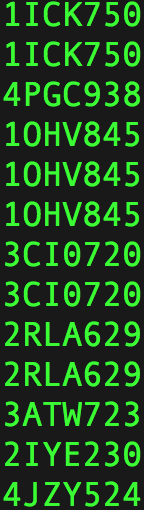 1ICK750
1ICK750
4PGC938
1OHV845
1OHV845
1OHV845
3CIO720
3CIO720
2RLA629
2RLA629
3ATW723
2IYE230
4JZY524